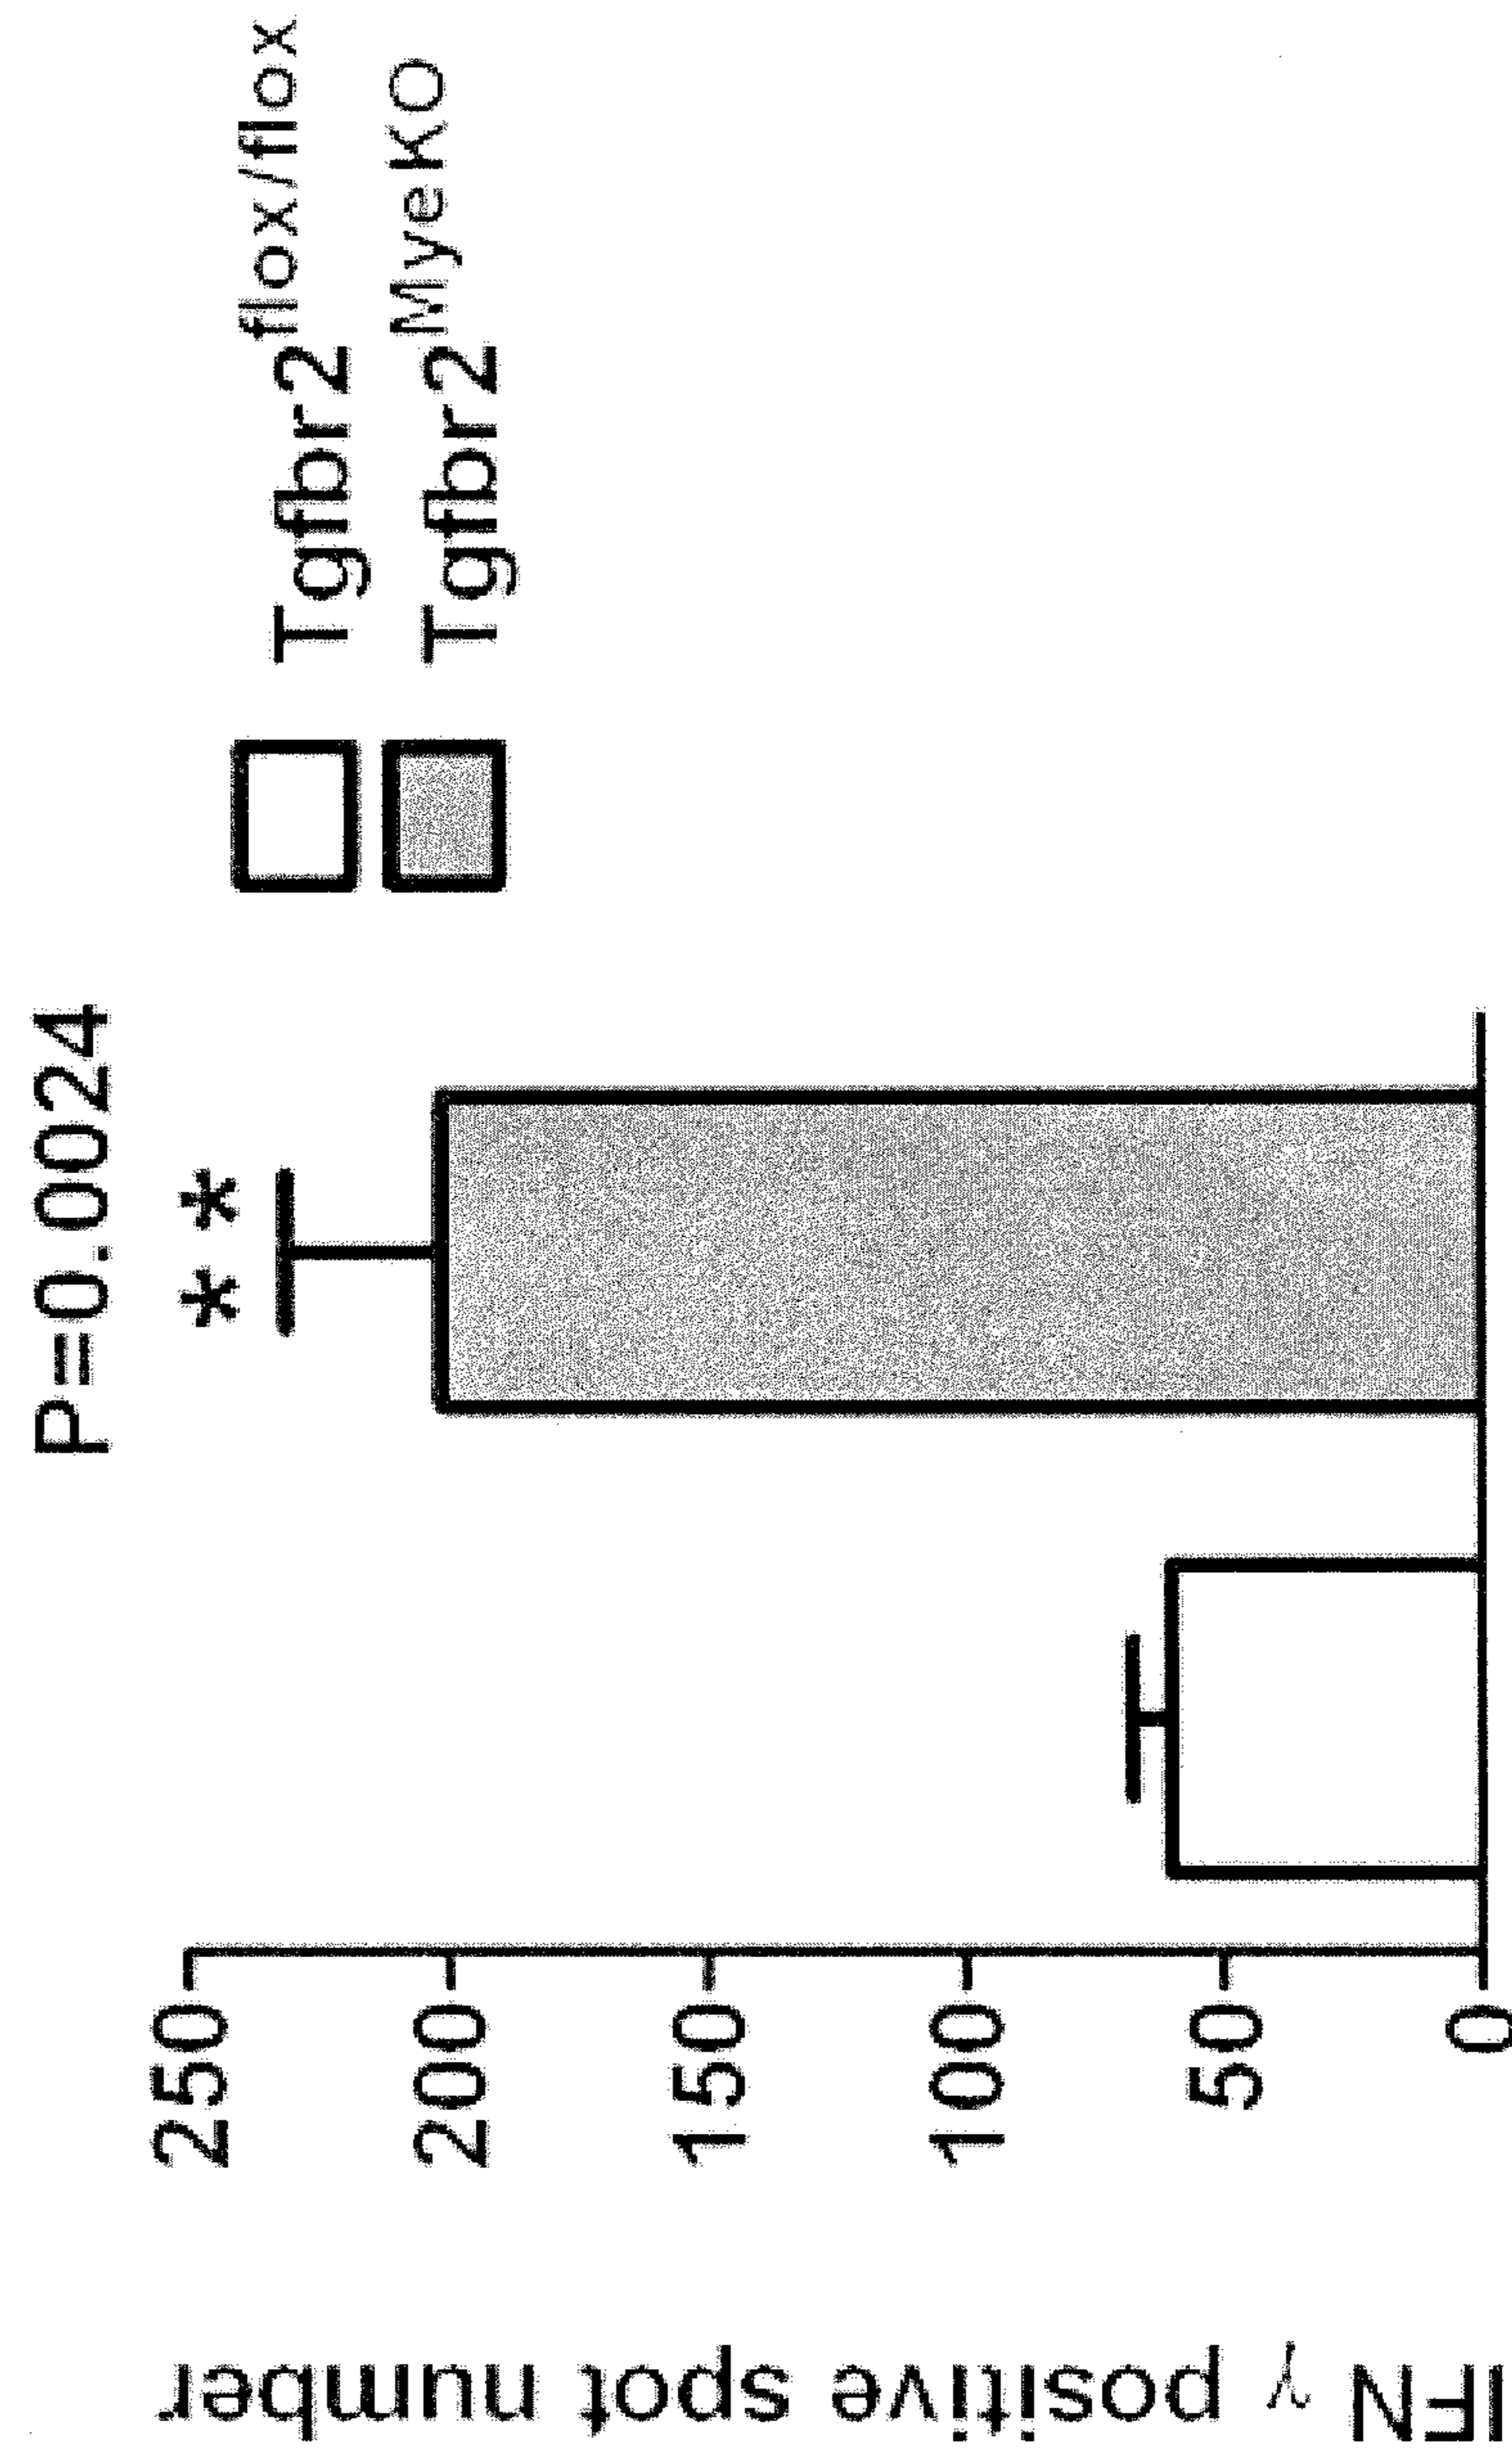 P=0.0024
**
Tgfbr2flox/flox
Tgfbr2MyeKO
250
200
150
100
50
0
IFN γ positive spot number